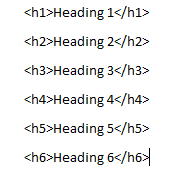 <h1>Heading 1</h1>
<h2>Heading 2</h2>
<h3>Heading 3</h3>
<h4>Heading 4</h4>
<h5>Heading 5</h5>
<h6>Heading 6</h6>